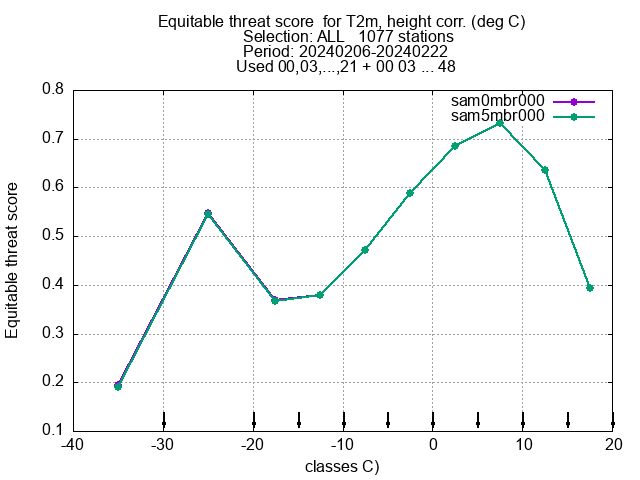 Equitable threat score  for T2m, height corr. (deg C)
Selection: ALL   1077 stations
Period: 20240206-20240222
Used 00,03,...,21 + 00 03 ... 48
sam0mbr000
sam5mbr000
0.8
0.7
0.6
0.5
0.4
0.3
0.2
0.1
Equitable threat score
-40 -30 -20 -10 0 10 20
classes C)